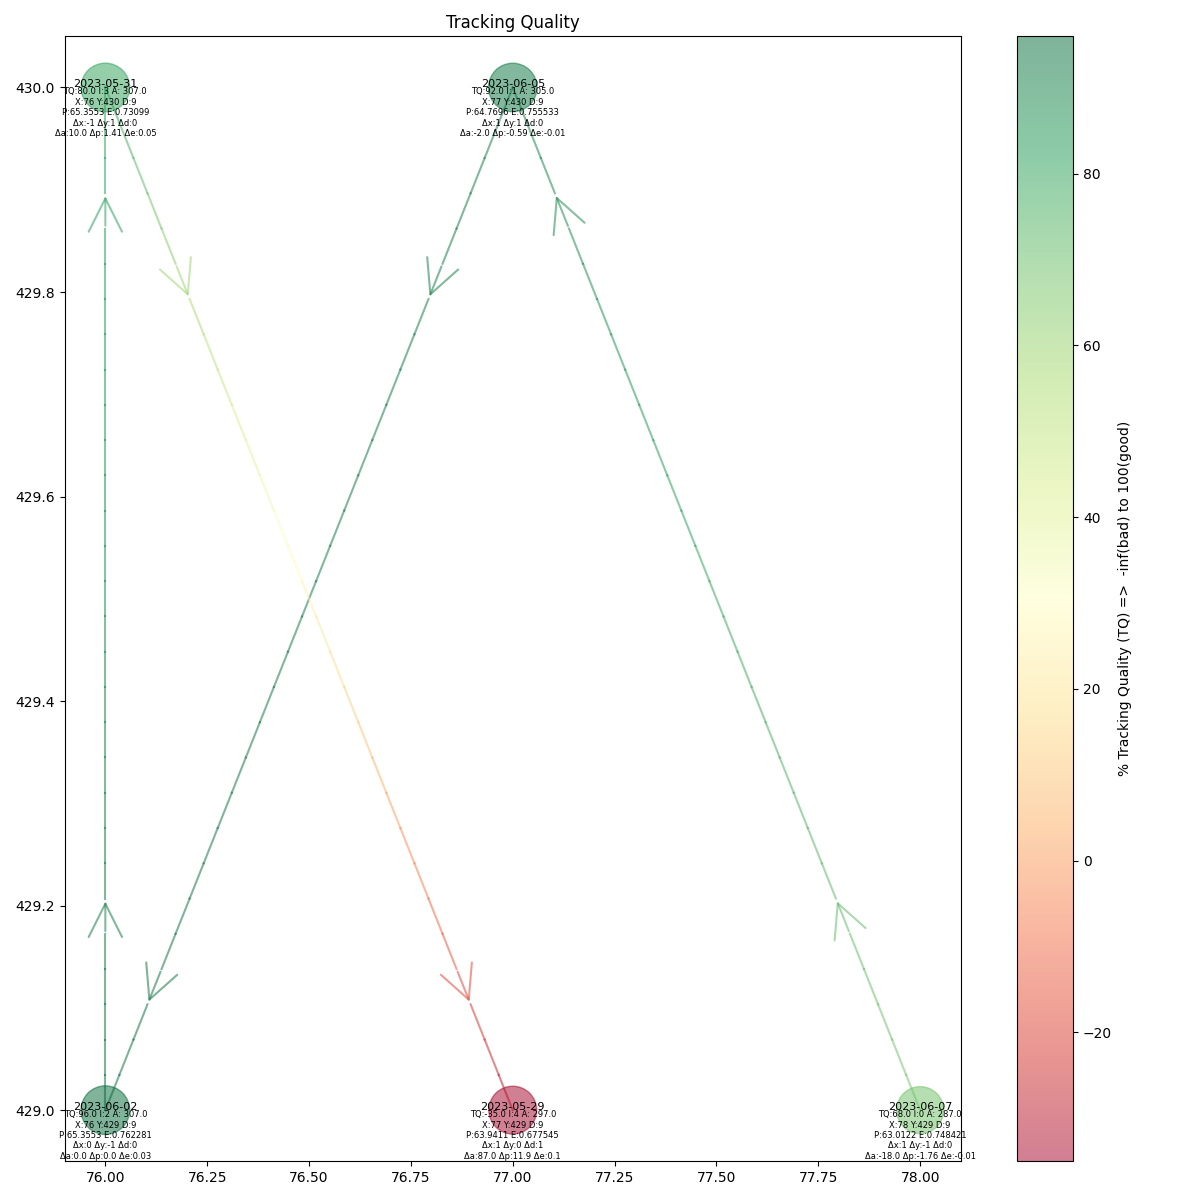 Tracking Quality
430.0
429.8
429.6
429.4
429.2
429.0
2023-05-31
TQ:80.0 I:3 A: 307.0
X:76 Y:430 D:9
P:65.3553 E:0.73099
Δx:-1 Δy:1 Δd:0
Δa:10.0 Δp:1.41 Δe:0.05
2023-06-05
TQ:92.0 I:1 A: 305.0
X:77 Y:430 D:9
P:64.7696 E:0.755533
Δx:1 Δy:1 Δd:0
Δa:-2.0 Δp:-0.59 Δe:-0.01
2023-06-02
TQ:96.0 I:2 A: 307.0
X:76 Y:429 D:9
P:65.3553 E:0.762281
Δx:0 Δy:-1 Δd:0
Δa:0.0 Δp:0.0 Δe:0.03
2023-05-29
TQ:-35.0 I:4 A: 297.0
X:77 Y:429 D:9
P:63.9411 E:0.677545
Δx:1 Δy:0 Δd:1
Δa:87.0 Δp:11.9 Δe:0.1
2023-06-07
TQ:68.0 I:0 A: 287.0
X:78 Y:429 D:9
P:63.0122 E:0.748421
Δx:1 Δy:-1 Δd:0
Δa:-18.0 Δp:-1.76 Δe:-0.01
76.00
76.25
76.50
76.75
77.00
77.25
77.50
77.75
78.00
80
60
40
20
0
−20
% Tracking Quality (TQ) => -inf(bad) to 100(good)